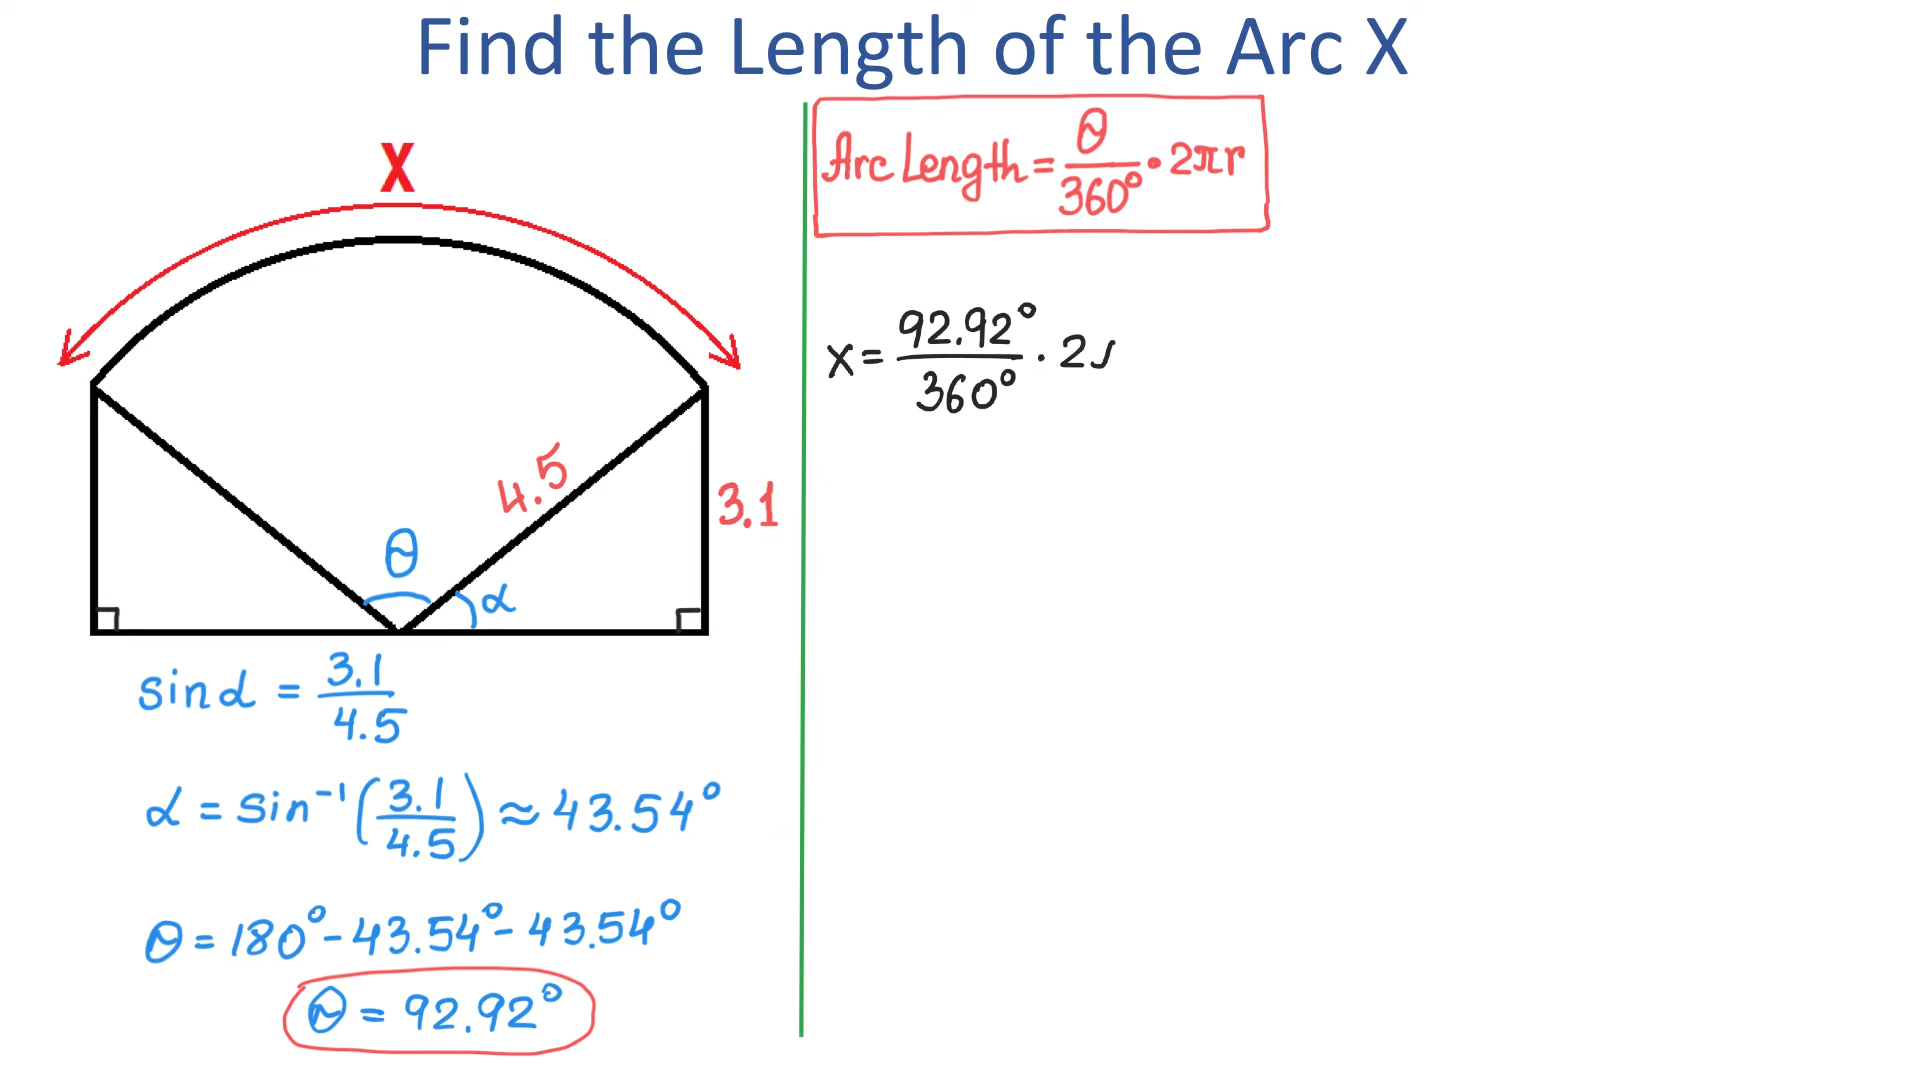 Find the Length of the Arc X
X
4.5
3.1
θ
α
sin α = 3.1/4.5
α = sin⁻¹(3.1/4.5) ≈ 43.54°
θ = 180° - 43.54° - 43.54°
θ = 92.92°
Arc Length = θ/360° · 2πr
x = 92.92°/360° · 2